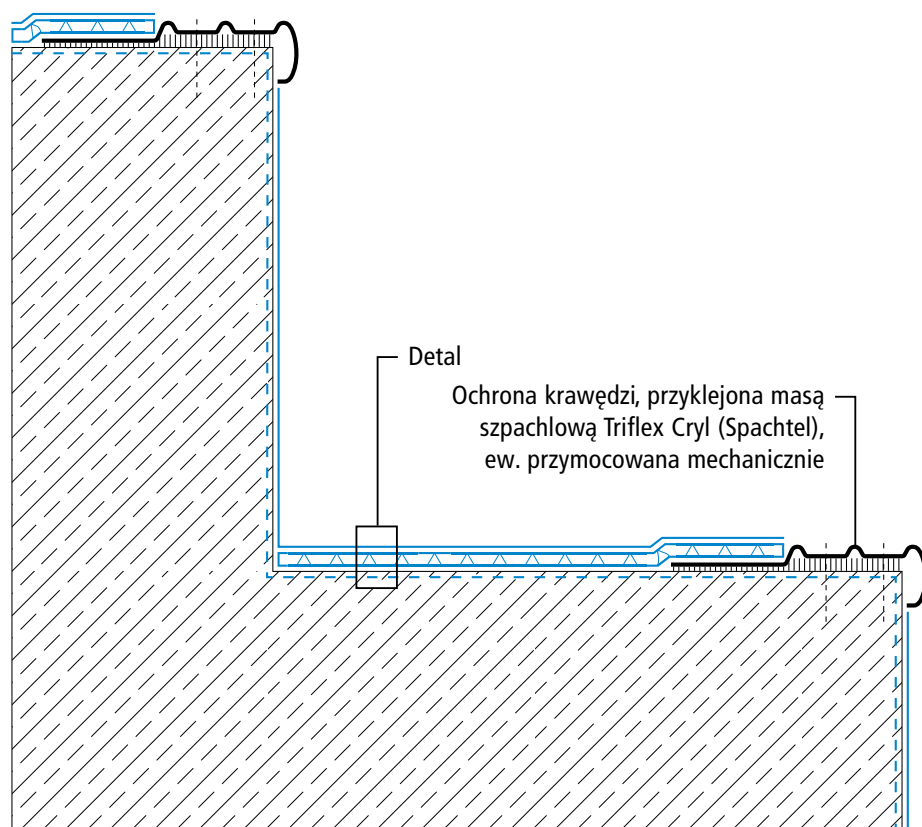 Detal
Ochrona krawędzi, przyklejona masą
szpachlową Triflex Cryl (Spachtel),
ew. przymocowana mechanicznie